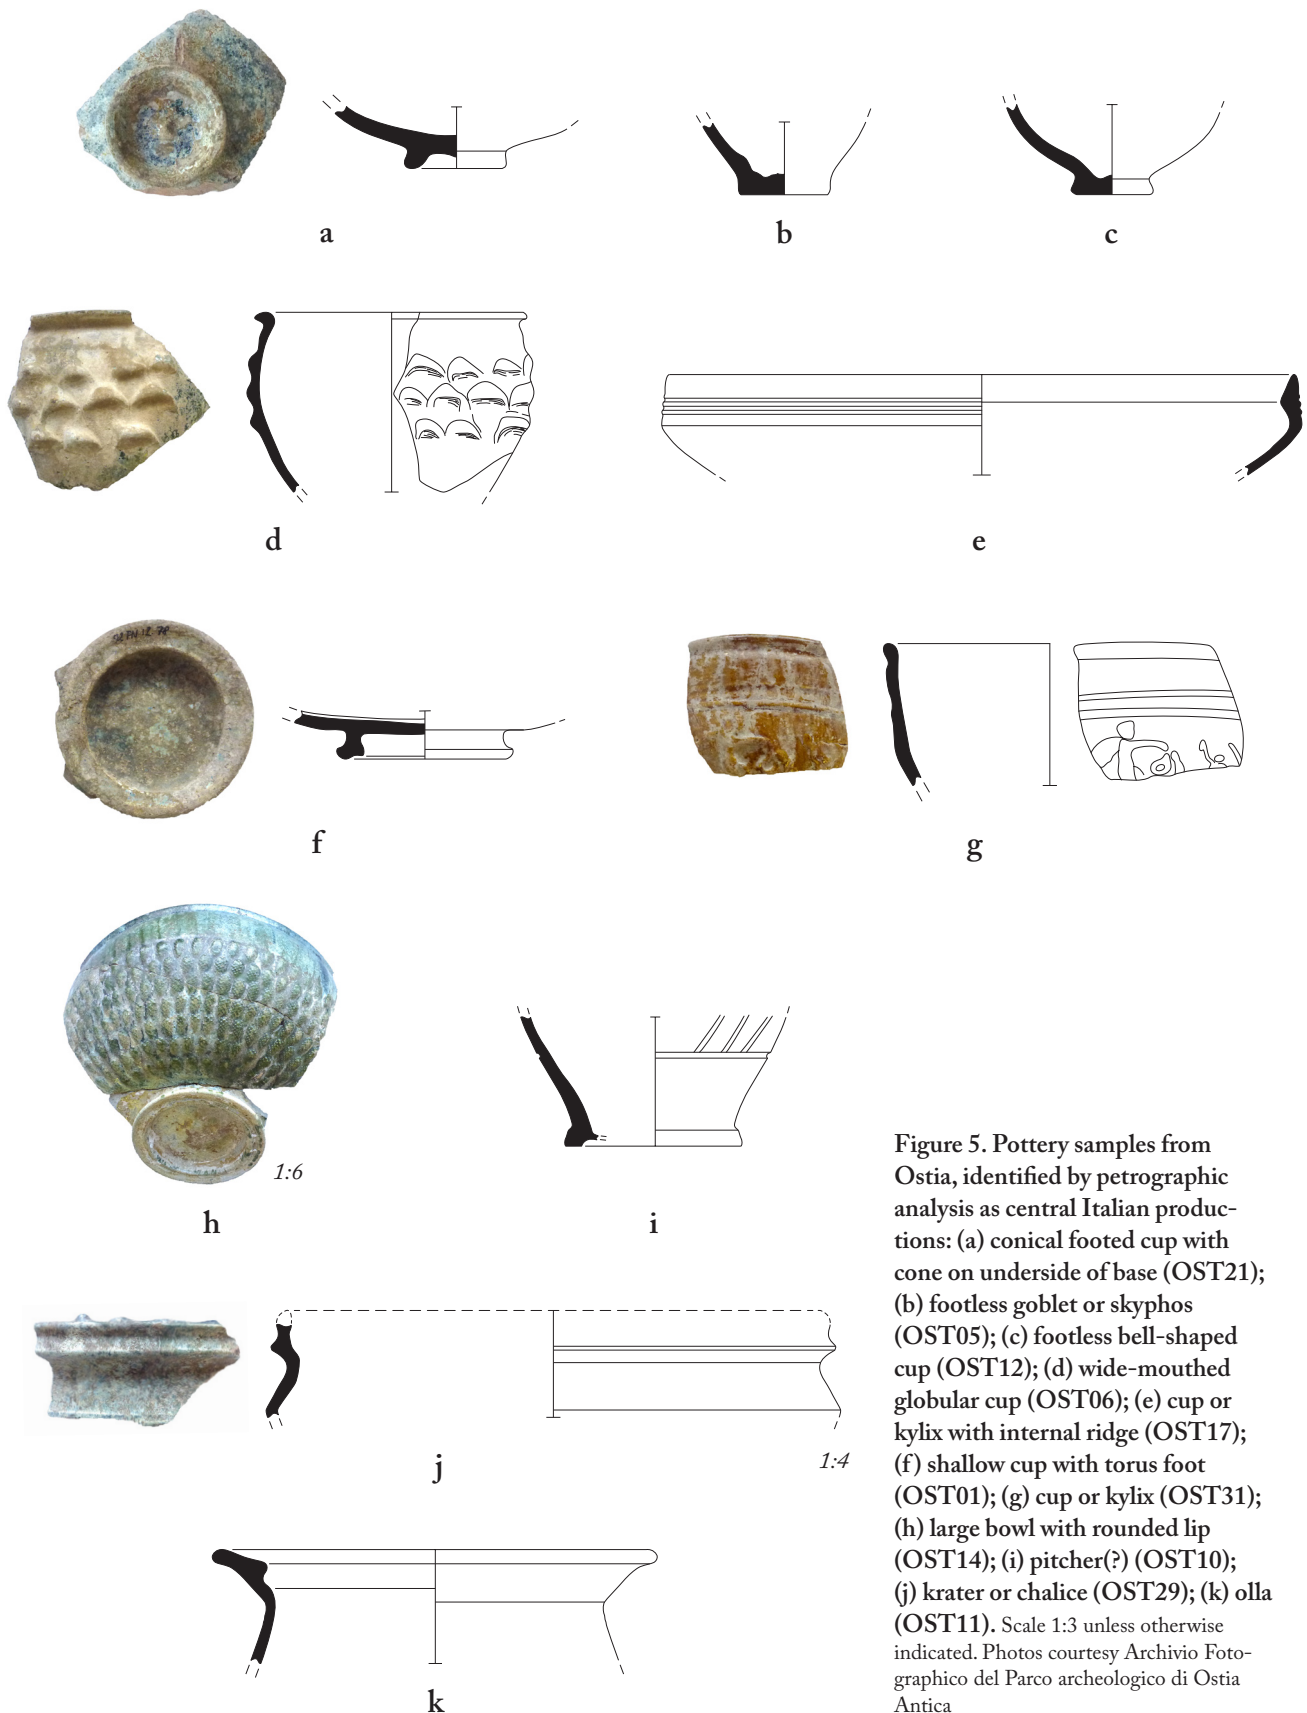 a
b
c
d
e
f
g
1:6
h
i
1:4
j
k
Figure 5. Pottery samples from
Ostia, identified by petrographic
analysis as central Italian produc-
tions: (a) conical footed cup with
cone on underside of base (OST21);
(b) footless goblet or skyphos
(OST05); (c) footless bell-shaped
cup (OST12); (d) wide-mouthed
globular cup (OST06); (e) cup or
kylix with internal ridge (OST17);
(f) shallow cup with torus foot
(OST01); (g) cup or kylix (OST31);
(h) large bowl with rounded lip
(OST14); (i) pitcher(?) (OST10);
(j) krater or chalice (OST29); (k) olla
(OST11). Scale 1:3 unless otherwise
indicated. Photos courtesy Archivio Foto-
graphico del Parco archeologico di Ostia
Antica